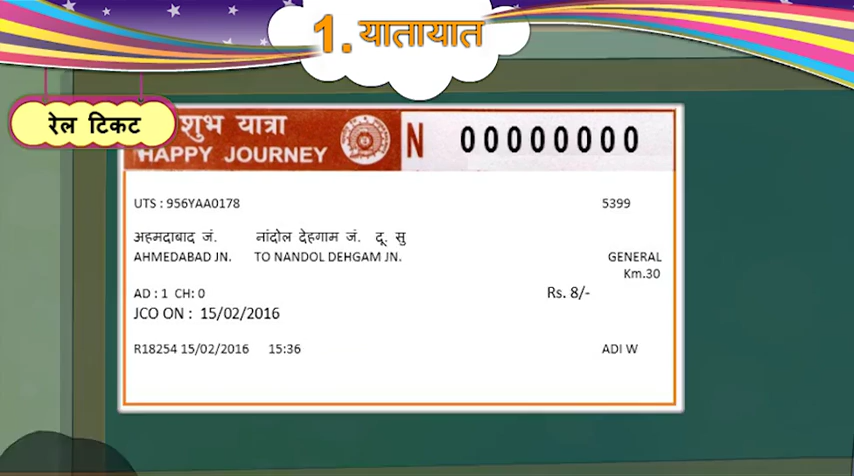 1. यातायात
रेल टिकट
शुभ यात्रा
HAPPY JOURNEY
N 00000000
UTS : 956YAA0178 5399
अहमदाबाद जं. नांदोल देहगाम जं. दू. सु
AHMEDABAD JN. TO NANDOL DEHGAM JN. GENERAL
Km.30
AD : 1 CH: 0 Rs. 8/-
JCO ON : 15/02/2016
R18254 15/02/2016 15:36 ADI W